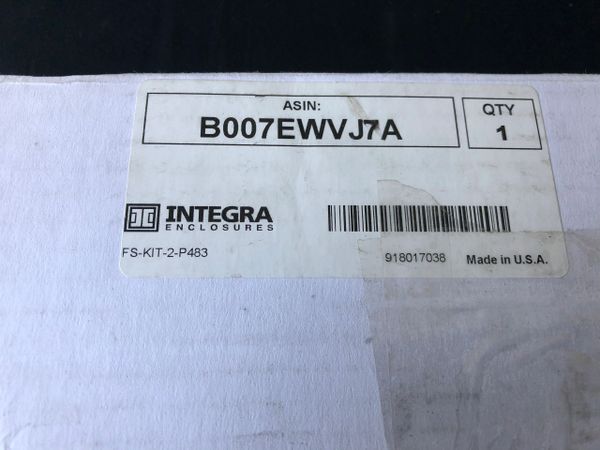 ASIN:
B007EWVJ7A
QTY
1
INTEGRA
ENCLOSURES
FS-KIT-2-P483
918017038
Made in U.S.A.